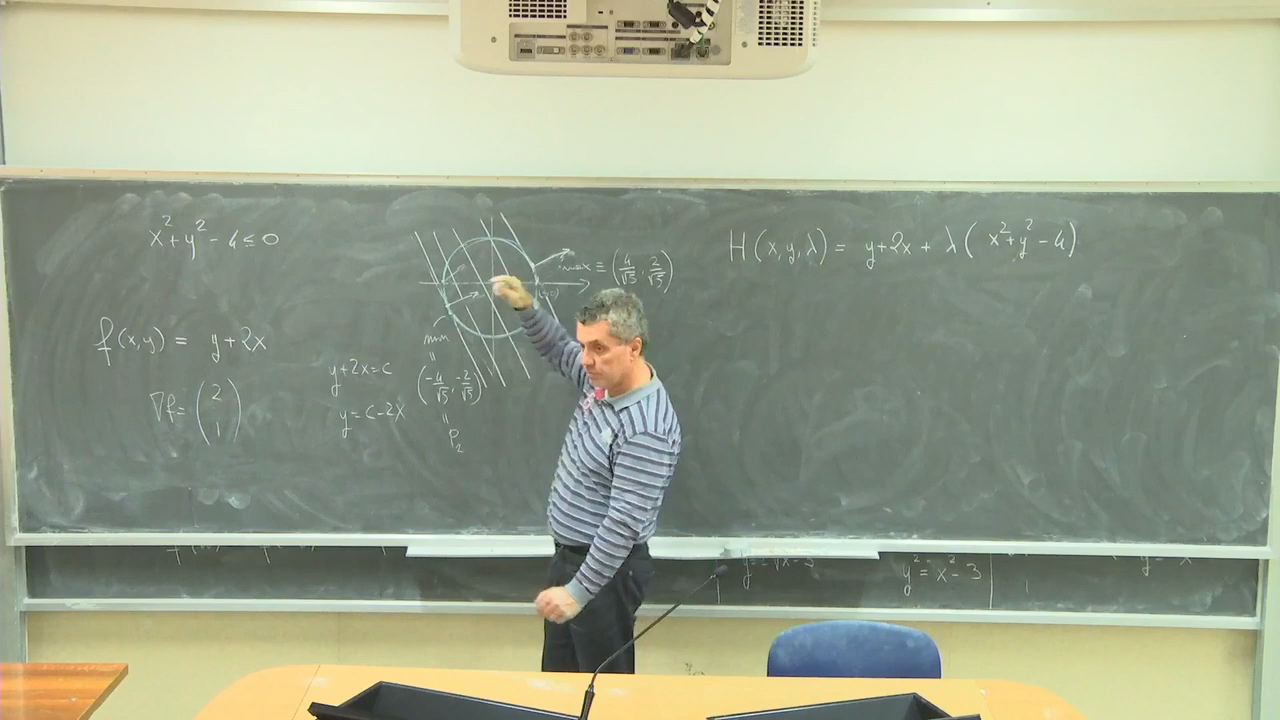 x²+y²-4≤0
f(x,y) = y+2x
∇f= (2 1)
y+2x=c
y=c-2x
max ≡ (4/√5, 2/√5)
min
"
(-4/√5, -2/√5)
"
P₂
H(x,y,λ) = y+2x+ λ(x²+y²-4)
y²=x²-3